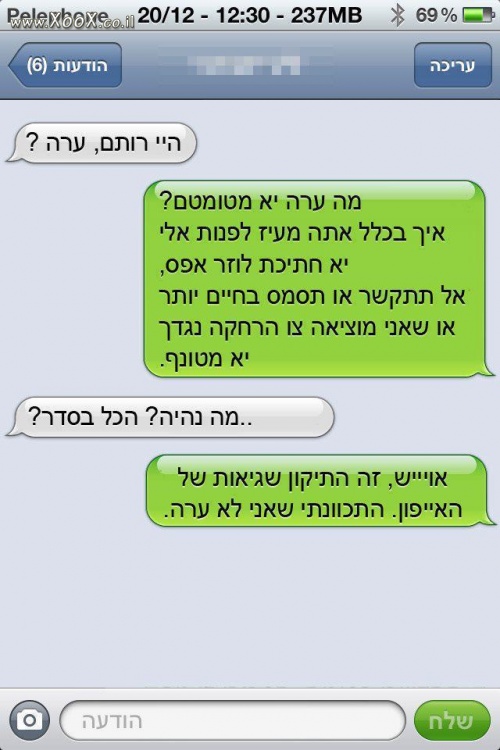 Pelephone 20/12 - 12:30 - 237MB 69%
www.XOOX.co.il
הודעות (6)
עריכה
היי רותם, ערה ?
מה ערה יא מטומטם?
איך בכלל אתה מעיז לפנות אלי
יא חתיכת לוזר אפס,
אל תתקשר או תסמס בחיים יותר
או שאני מוציאה צו הרחקה נגדך
יא מטונף.
..מה נהיה? הכל בסדר?
אויייש, זה התיקון שגיאות של
האייפון. התכוונתי שאני לא ערה.
הודעה
שלח